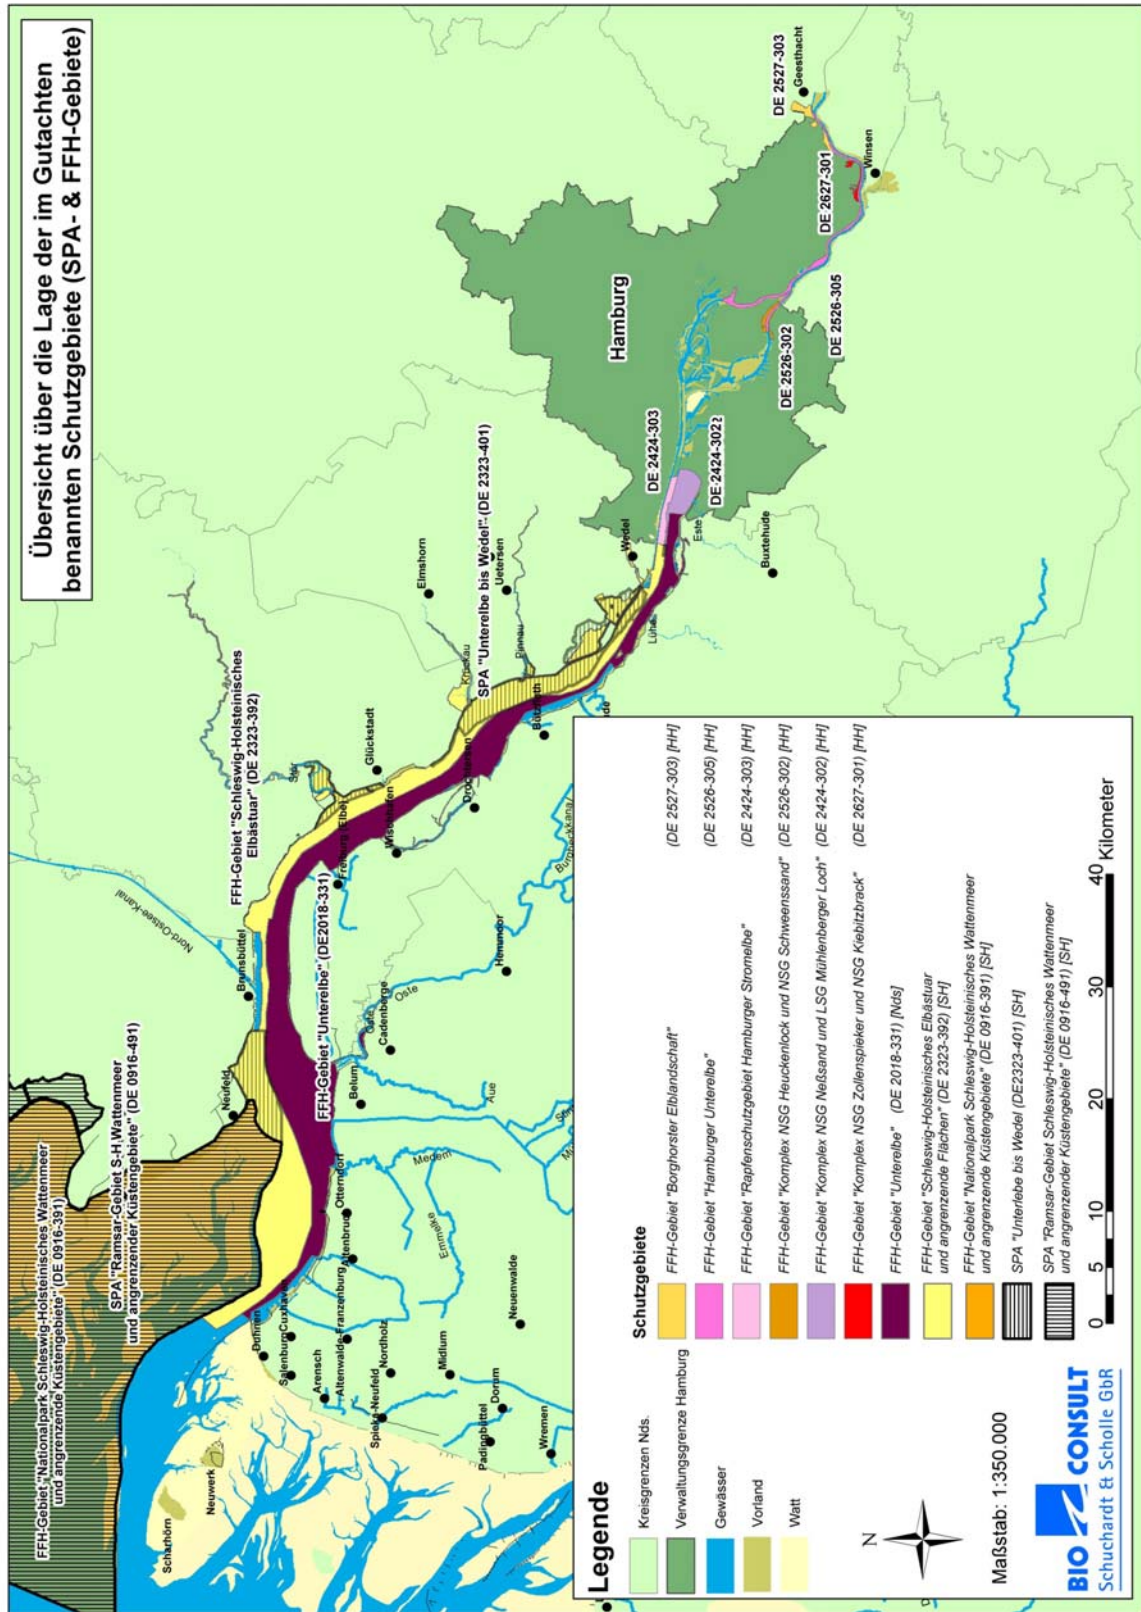 Übersicht über die Lage der im Gutachten
benannten Schutzgebiete (SPA- & FFH-Gebiete)
FFH-Gebiet "Nationalpark Schleswig-Holsteinisches Wattenmeer
und angrenzende Küstengebiete" (DE 0916-391)
SPA "Ramsar-Gebiet S-H Wattenmeer
und angrenzender Küstengebiete" (DE 0916-491)
FFH-Gebiet "Schleswig-Holsteinisches
Elbästuar" (DE 2323-392)
FFH-Gebiet "Unterelbe" (DE2018-331)
SPA "Unterelbe bis Wedel" (DE 2323-401)
DE 2424-303
DE 2424-302
DE 2526-302
DE 2526-305
DE 2627-301
DE 2527-303
Hamburg
Geesthacht
Winsen
Buxtehude
Este
Wedel
Lühe
Uetersen
Pinnau
Elmshorn
Krückau
Bützfleth
Drochtersen
Glückstadt
Stör
Wischhafen
Freiburg (Elbe)
Nord-Ostsee-Kanal
Brunsbüttel
Neufeld
Hemmoor
Oste
Oste
Cadenberge
Belum
Aue
Medem
Otterndorf
Altenbruch
Emmelke
Neuenwalde
Cuxhaven
Duhnen
Sahlenburg
Altenwalde-Franzenburg
Arensch
Nordholz
Spieka-Neufeld
Midlum
Dorum
Padingbüttel
Wremen
Neuwerk
Scharhörn
Legende
Kreisgrenzen Nds.
Verwaltungsgrenze Hamburg
Gewässer
Vorland
Watt
N
Maßstab: 1:350.000
BIO CONSULT
Schuchardt & Scholle GbR
Schutzgebiete
FFH-Gebiet "Borghorster Elblandschaft" (DE 2527-303) [HH]
FFH-Gebiet "Hamburger Unterelbe" (DE 2526-305) [HH]
FFH-Gebiet "Rapfenschutzgebiet Hamburger Stromelbe" (DE 2424-303) [HH]
FFH-Gebiet "Komplex NSG Heuckenlock und NSG Schweenssand" (DE 2526-302) [HH]
FFH-Gebiet "Komplex NSG Neßsand und LSG Mühlenberger Loch" (DE 2424-302) [HH]
FFH-Gebiet "Komplex NSG Zollenspieker und NSG Kiebitzbrack" (DE 2627-301) [HH]
FFH-Gebiet "Unterelbe" (DE 2018-331) [Nds]
FFH-Gebiet "Schleswig-Holsteinisches Elbästuar
und angrenzende Flächen" (DE 2323-392) [SH]
FFH-Gebiet "Nationalpark Schleswig-Holsteinisches Wattenmeer
und angrenzende Küstengebiete" (DE 0916-391) [SH]
SPA "Unterlebe bis Wedel (DE2323-401) [SH]
SPA "Ramsar-Gebiet Schleswig-Holsteinisches Wattenmeer
und angrenzender Küstengebiete" (DE 0916-491) [SH]
0 5 10 20 30 40
Kilometer